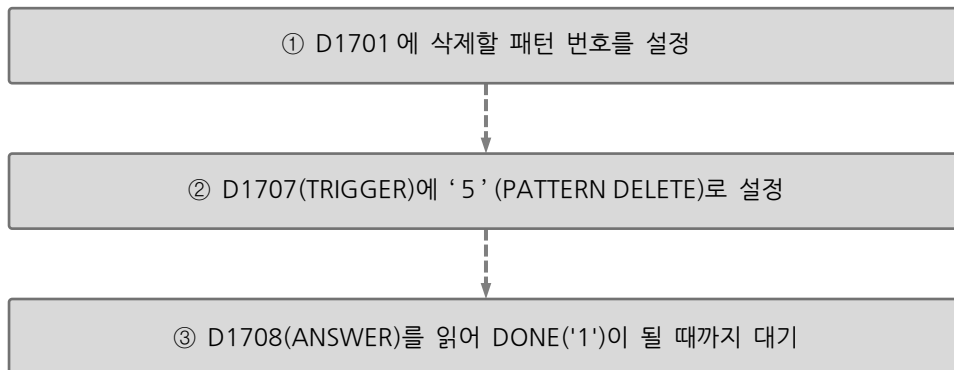 ① D1701 에 삭제할 패턴 번호를 설정
② D1707(TRIGGER)에 ‘ 5 ’ (PATTERN DELETE)로 설정
③ D1708(ANSWER)를 읽어 DONE('1')이 될 때까지 대기